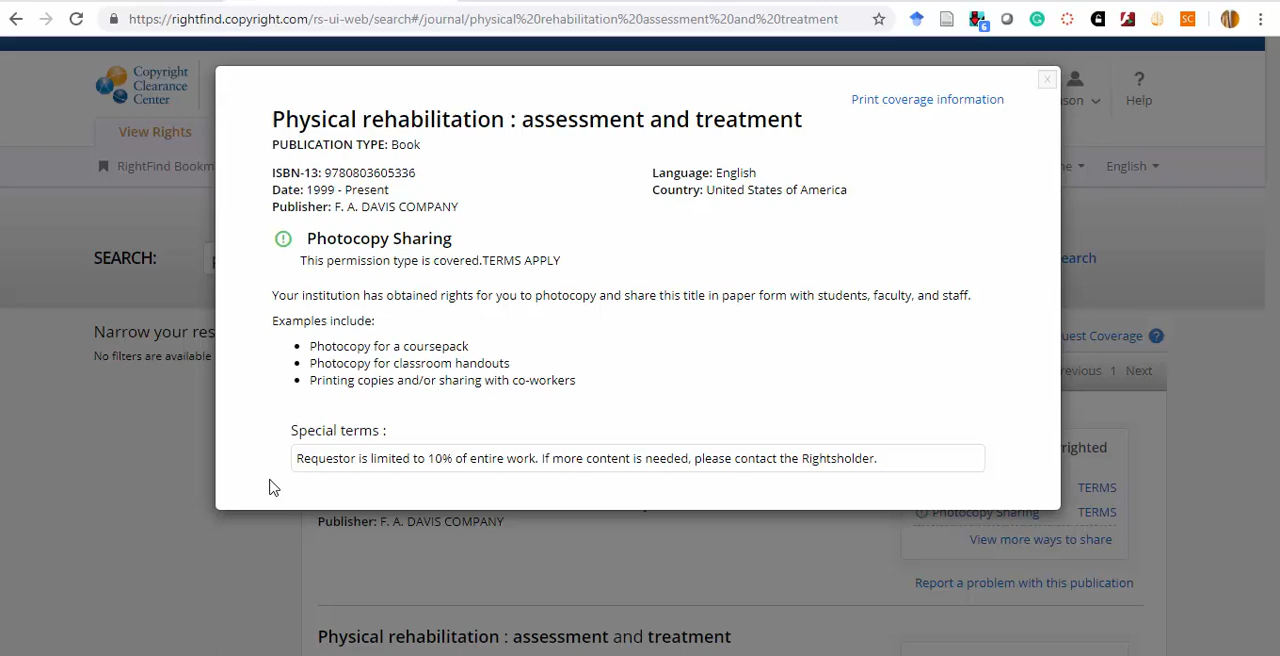 https://rightfind.copyright.com/rs-ui-web/search#/journal/physical%20rehabilitation%20assessment%20and%20treatment
6
SC
Copyright
Clearance
Center
son
Help
View Rights
RightFind Bookm
English
SEARCH:
earch
Narrow your res
No filters are available
uest Coverage
revious 1 Next
Print coverage information
Physical rehabilitation : assessment and treatment
PUBLICATION TYPE: Book
ISBN-13: 9780803605336
Language: English
Date: 1999 - Present
Country: United States of America
Publisher: F. A. DAVIS COMPANY
Photocopy Sharing
This permission type is covered.TERMS APPLY
Your institution has obtained rights for you to photocopy and share this title in paper form with students, faculty, and staff.
Examples include:
Photocopy for a coursepack
Photocopy for classroom handouts
Printing copies and/or sharing with co-workers
Special terms :
Requestor is limited to 10% of entire work. If more content is needed, please contact the Rightsholder.
righted
TERMS
Publisher: F. A. DAVIS COMPANY
Photocopy Sharing TERMS
View more ways to share
Report a problem with this publication
Physical rehabilitation : assessment and treatment